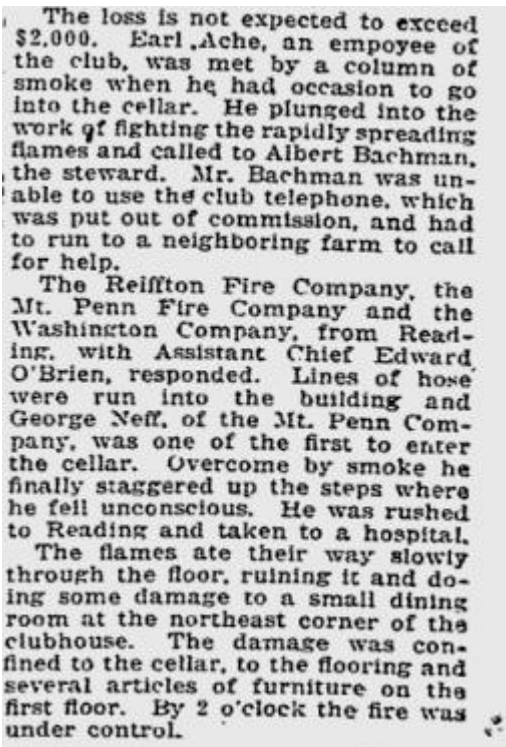 The loss is not expected to exceed
$2,000. Earl Ache, an empoyee of
the club, was met by a column of
smoke when he had occasion to go
into the cellar. He plunged into the
work of fighting the rapidly spreading
flames and called to Albert Bachman,
the steward. Mr. Bachman was un-
able to use the club telephone, which
was put out of commission, and had
to run to a neighboring farm to call
for help.
The Reiffton Fire Company, the
Mt. Penn Fire Company and the
Washington Company, from Read-
ing, with Assistant Chief Edward
O'Brien, responded. Lines of hose
were run into the building and
George Neff, of the Mt. Penn Com-
pany, was one of the first to enter
the cellar. Overcome by smoke he
finally staggered up the steps where
he fell unconscious. He was rushed
to Reading and taken to a hospital.
The flames ate their way slowly
through the floor, ruining it and do-
ing some damage to a small dining
room at the northeast corner of the
clubhouse. The damage was con-
fined to the cellar, to the flooring and
several articles of furniture on the
first floor. By 2 o'clock the fire was
under control.